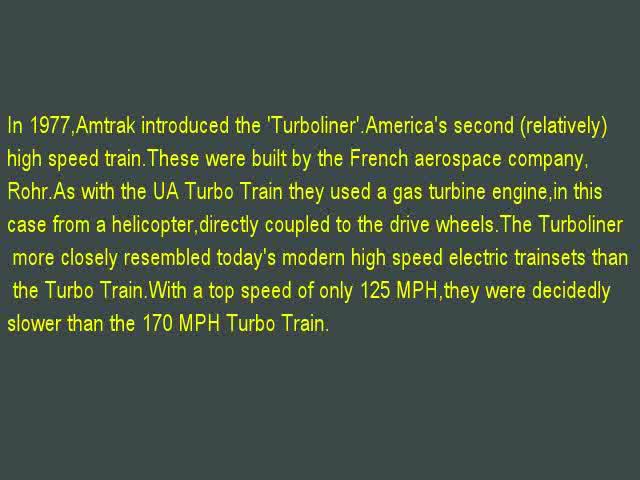 In 1977,Amtrak introduced the 'Turboliner'.America's second (relatively)
high speed train.These were built by the French aerospace company,
Rohr.As with the UA Turbo Train they used a gas turbine engine,in this
case from a helicopter,directly coupled to the drive wheels.The Turboliner
more closely resembled today's modern high speed electric trainsets than
the Turbo Train.With a top speed of only 125 MPH,they were decidedly
slower than the 170 MPH Turbo Train.